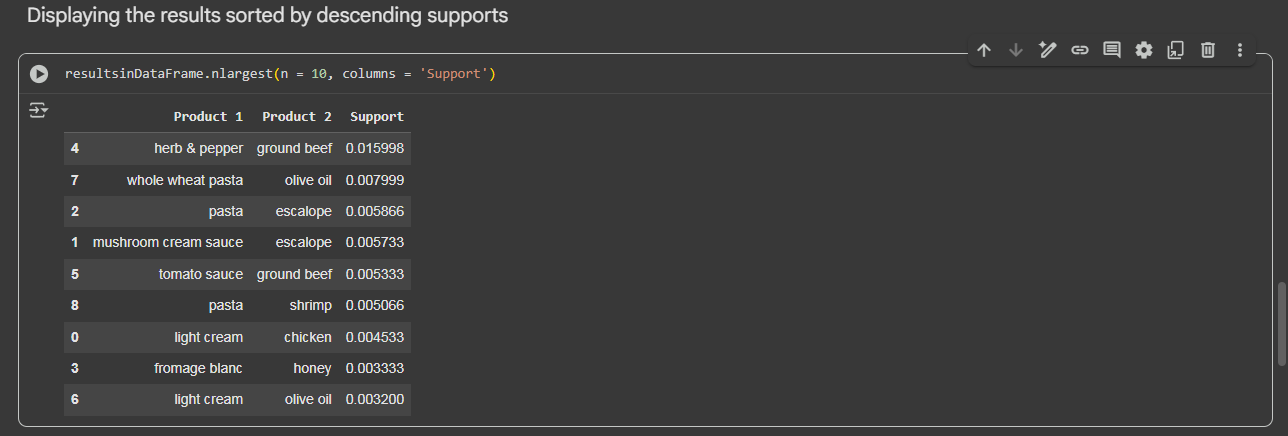 Displaying the results sorted by descending supports
resultsinDataFrame.nlargest(n = 10, columns = 'Support')
Product 1 Product 2 Support
4 herb & pepper ground beef 0.015998
7 whole wheat pasta olive oil 0.007999
2 pasta escalope 0.005866
1 mushroom cream sauce escalope 0.005733
5 tomato sauce ground beef 0.005333
8 pasta shrimp 0.005066
0 light cream chicken 0.004533
3 fromage blanc honey 0.003333
6 light cream olive oil 0.003200